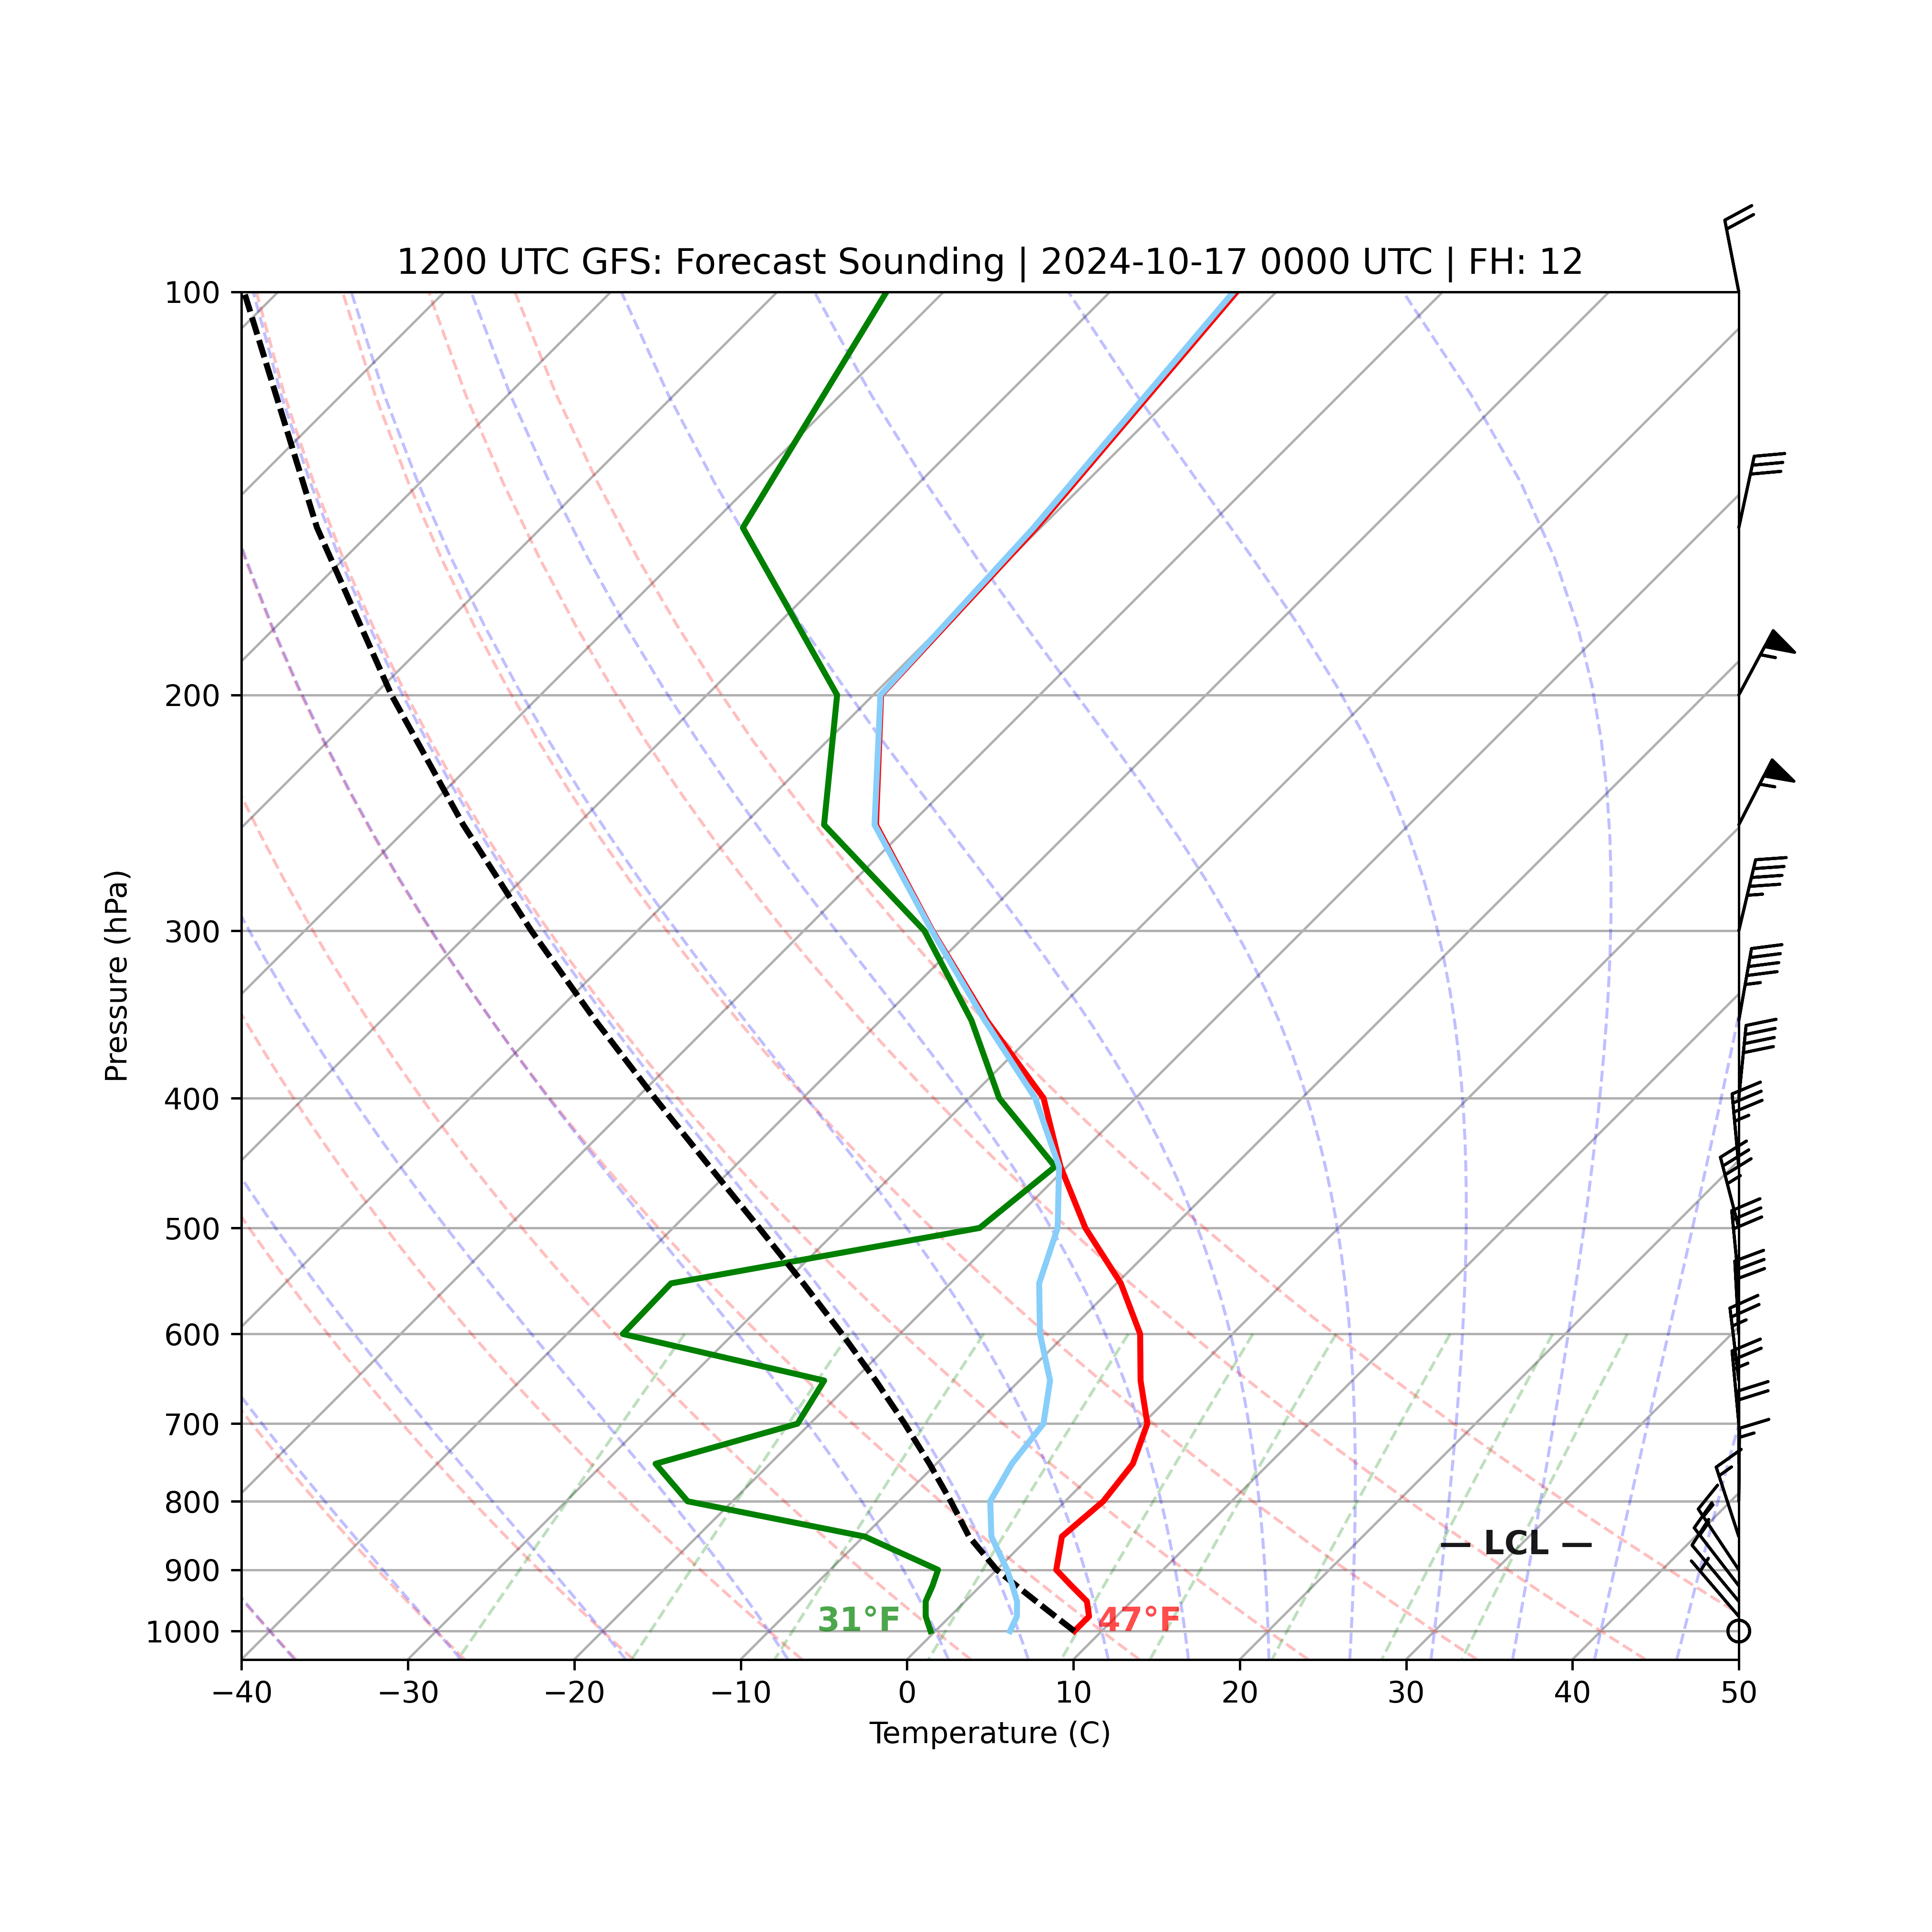 1200 UTC GFS: Forecast Sounding | 2024-10-17 0000 UTC | FH: 12
100
200
300
400
500
600
700
800
900
1000
Pressure (hPa)
— LCL —
31°F
47°F
−40 −30 −20 −10 0 10 20 30 40 50
Temperature (C)